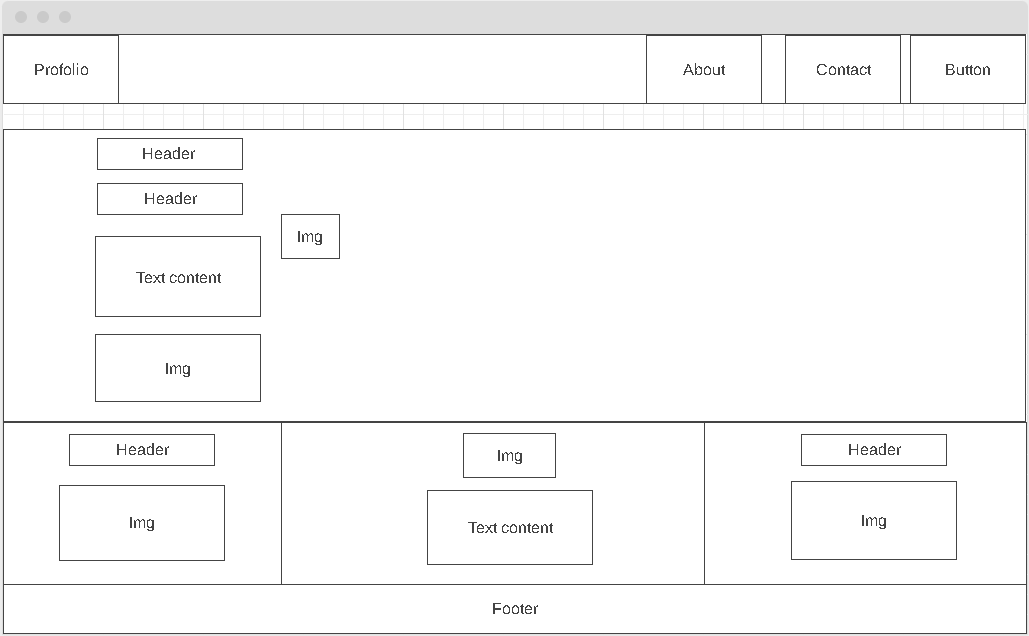 Profolio
About
Contact
Button
Header
Header
Img
Text content
Img
Header
Img
Img
Text content
Header
Img
Footer